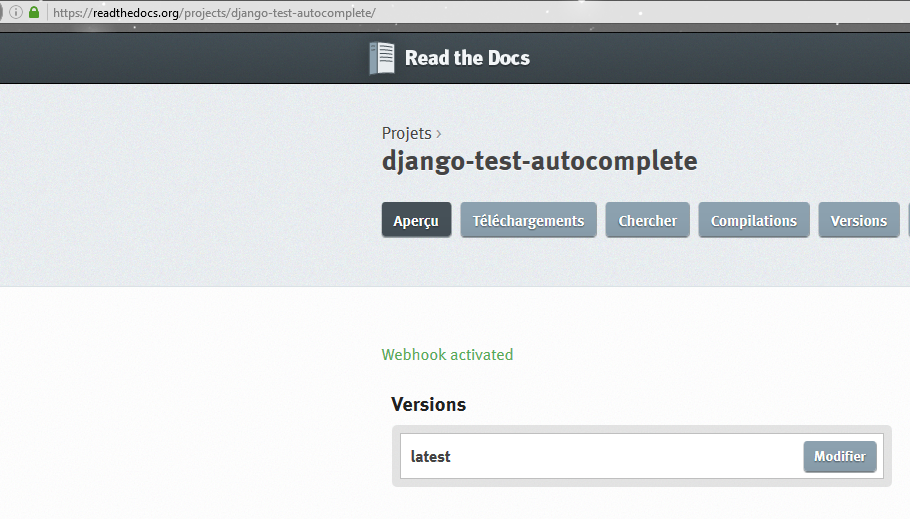 https://readthedocs.org/projects/django-test-autocomplete/
Read the Docs
Projets ›
django-test-autocomplete
Aperçu Téléchargements Chercher Compilations Versions
Webhook activated
Versions
latest Modifier